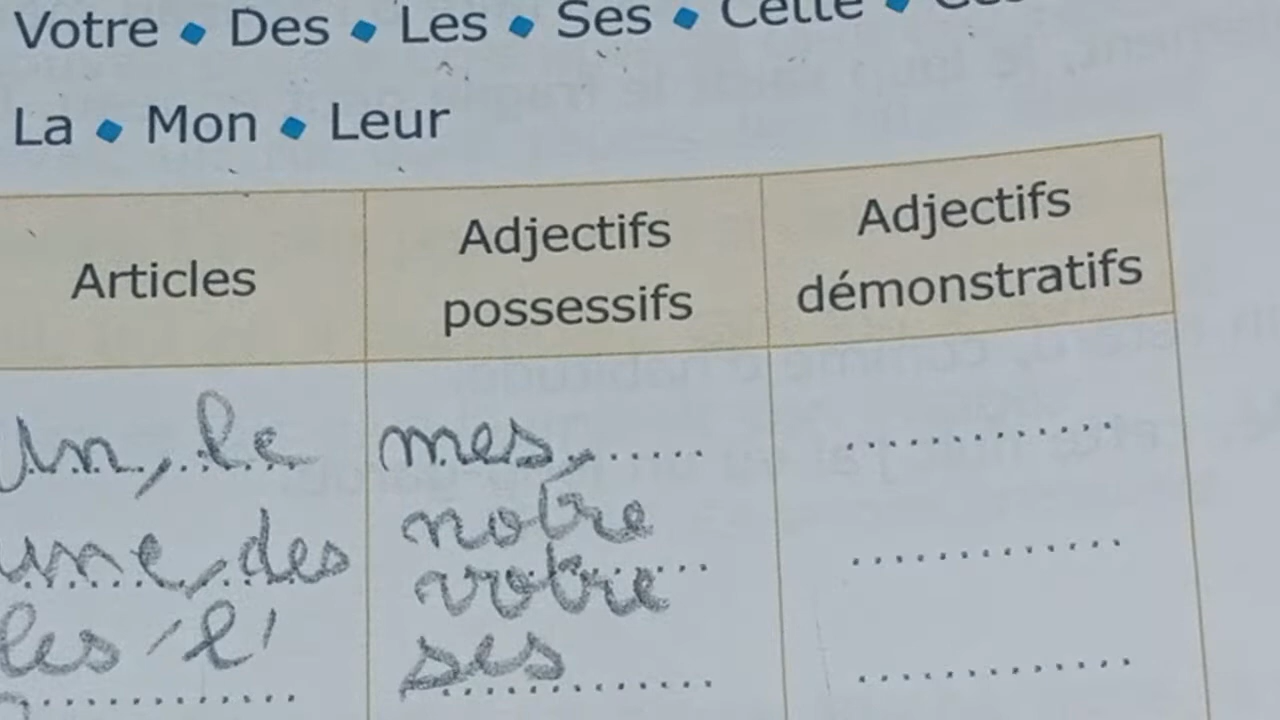 Votre ◆ Des ◆ Les ◆ Ses ◆ Cette ◆
La ◆ Mon ◆ Leur
Articles
Adjectifs
possessifs
Adjectifs
démonstratifs
Un, le
une, des
les, l'
mes,
notre
votre
ses